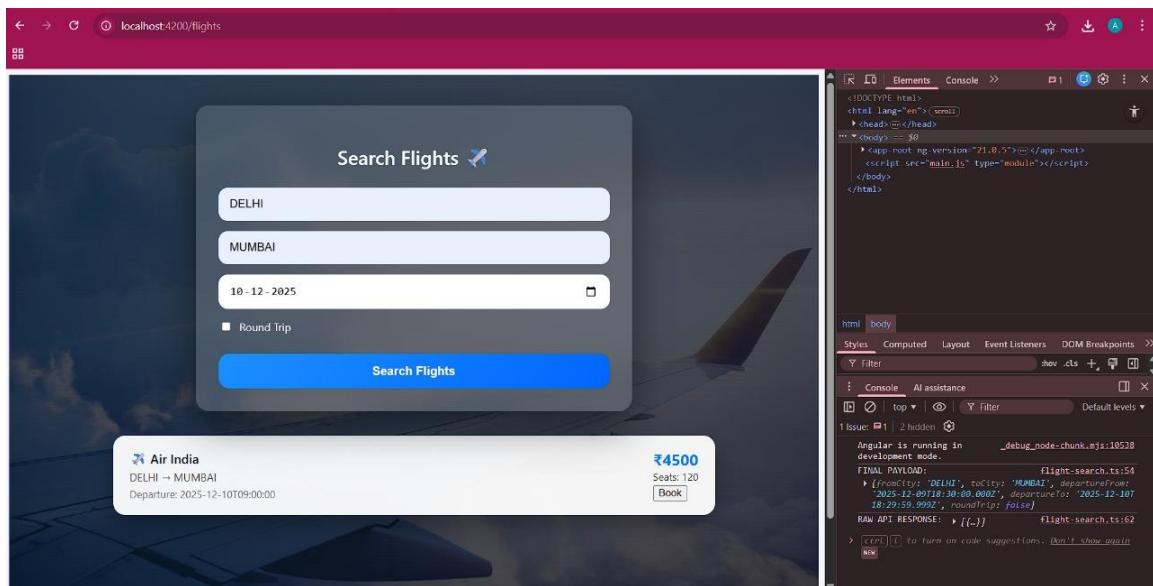 localhost:4200/flights
A
Search Flights
DELHI
MUMBAI
10-12-2025
Round Trip
Search Flights
Air India
DELHI → MUMBAI
Departure: 2025-12-10T09:00:00
₹4500
Seats: 120
Book
Elements Console
1
<!DOCTYPE html>
<html lang="en"> scroll
<head> </head>
<body> == $0
<app-root ng-version="21.0.5"> </app-root>
<script src="main.js" type="module"></script>
</body>
</html>
html body
Styles Computed Layout Event Listeners DOM Breakpoints
Filter :hov .cls
Console AI assistance
top Filter Default levels
1 Issue: 1 2 hidden
Angular is running in _debug_node-chunk.mjs:10538
development mode.
FINAL PAYLOAD: flight-search.ts:54
{fromCity: 'DELHI', toCity: 'MUMBAI', departureFrom:
'2025-12-09T18:30:00.000Z', departureTo: '2025-12-10T
18:29:59.999Z', roundTrip: false}
RAW API RESPONSE: [{…}] flight-search.ts:62
ctrl i to turn on code suggestions. Don't show again
NEW